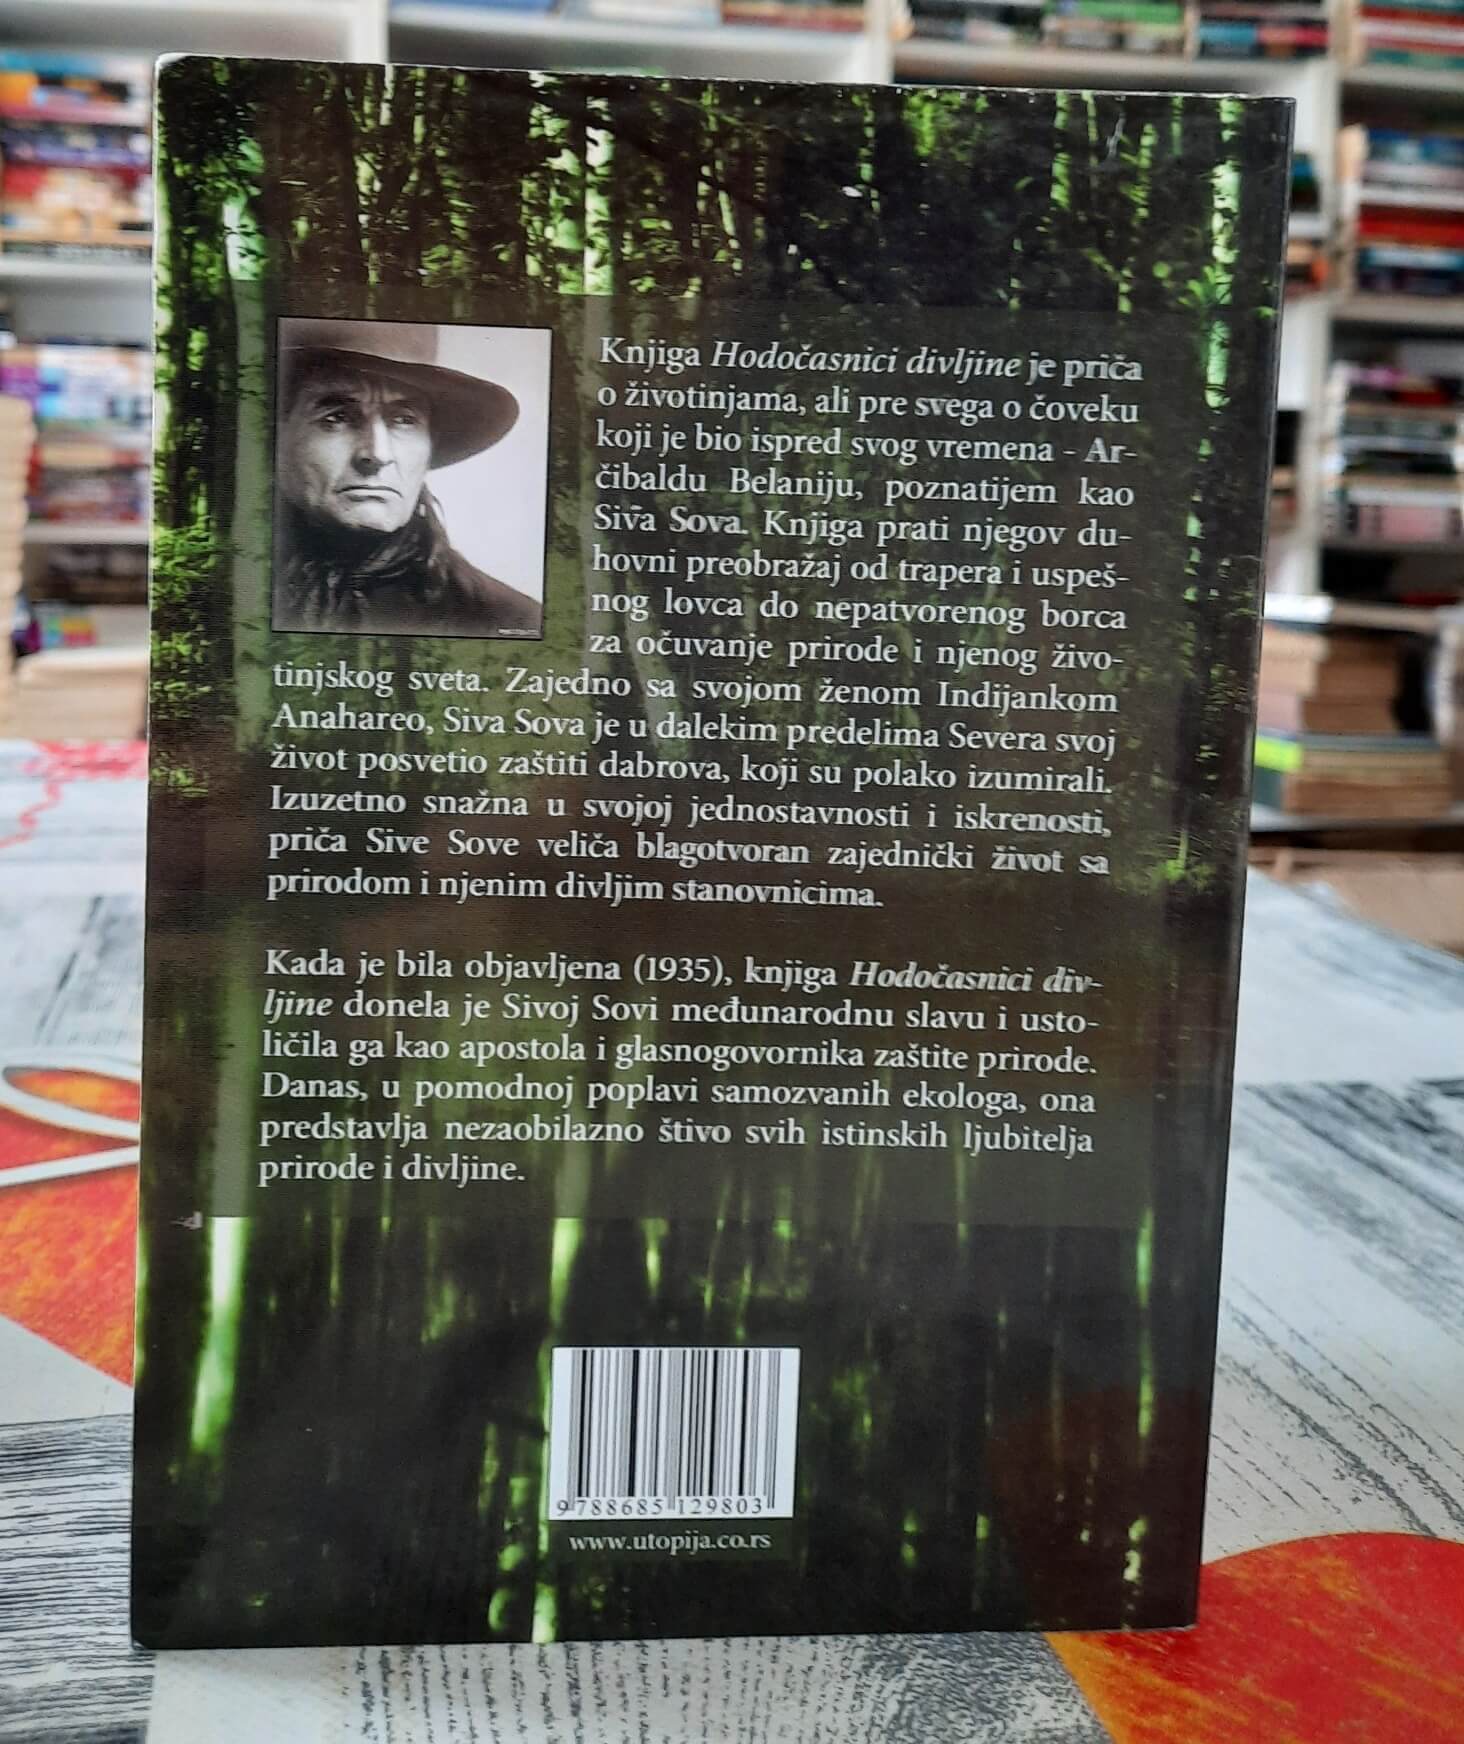 Knjiga Hodočasnici divljine je priča
o životinjama, ali pre svega o čoveku
koji je bio ispred svog vremena - Ar-
čibaldu Belaniju, poznatijem kao
Siva Sova. Knjiga prati njegov du-
hovni preobražaj od trapera i uspeš-
nog lovca do nepatvorenog borca
za očuvanje prirode i njenog živo-
tinjskog sveta. Zajedno sa svojom ženom Indijankom
Anahareo, Siva Sova je u dalekim predelima Severa svoj
život posvetio zaštiti dabrova, koji su polako izumirali.
Izuzetno snažna u svojoj jednostavnosti i iskrenosti,
priča Sive Sove veliča blagotvoran zajednički život sa
prirodom i njenim divljim stanovnicima.
Kada je bila objavljena (1935), knjiga Hodočasnici div-
ljine donela je Sivoj Sovi međunarodnu slavu i usto-
ličila ga kao apostola i glasnogovornika zaštite prirode.
Danas, u pomodnoj poplavi samozvanih ekologa, ona
predstavlja nezaobilazno štivo svih istinskih ljubitelja
prirode i divljine.
9 788685 129803
www.utopija.co.rs